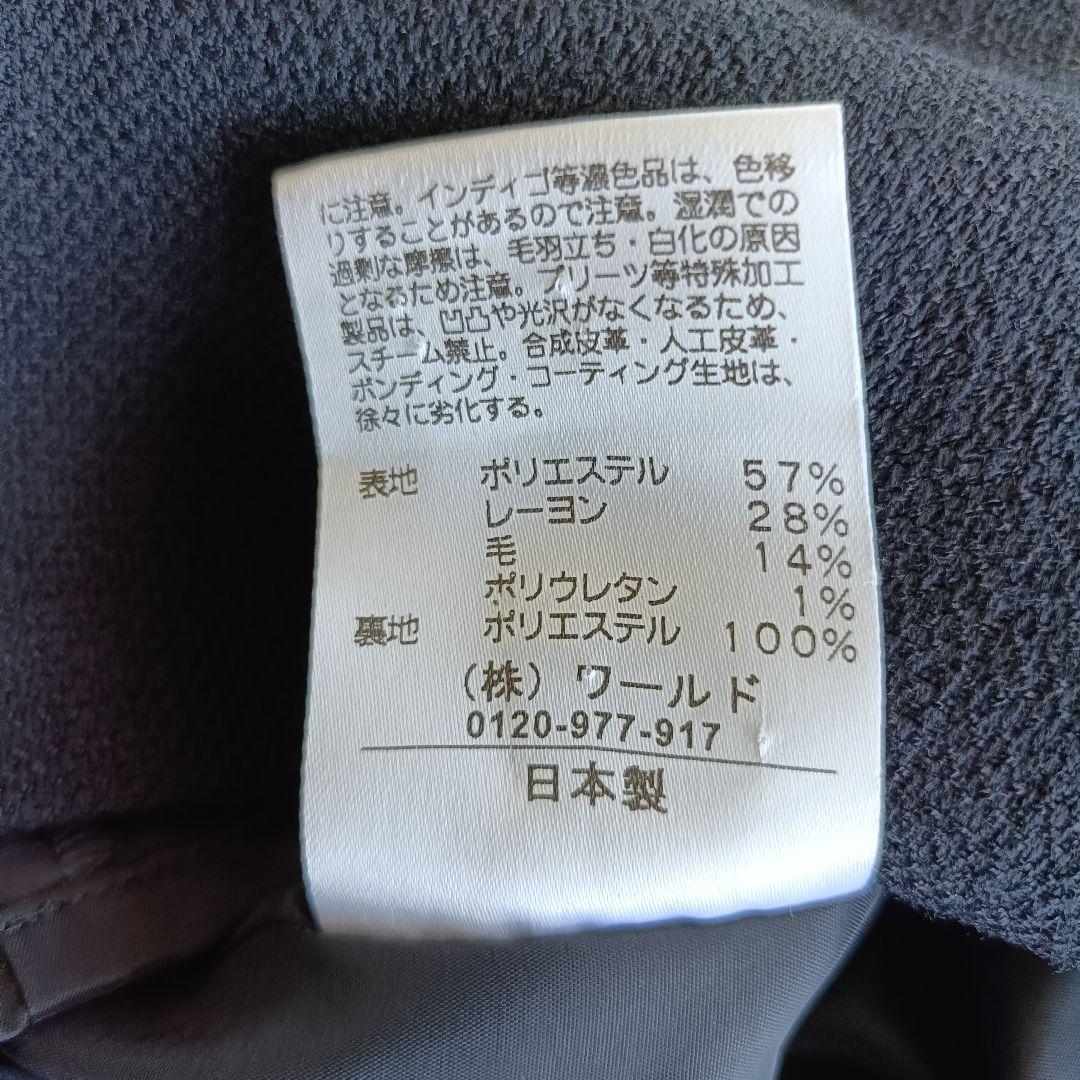 に注意。インディゴ等濃色品は、色移
りすることがあるので注意。湿潤での
過剰な摩擦は、毛羽立ち・白化の原因
となるため注意。プリーツ等特殊加工
製品は、凹凸や光沢がなくなるため、
スチーム禁止。合成皮革・人工皮革・
ボンディング・コーティング生地は、
徐々に劣化する。
表地 ポリエステル 57%
レーヨン 28%
毛 14%
ポリウレタン 1%
裏地 ポリエステル 100%
(株) ワールド
0120-977-917
日本製